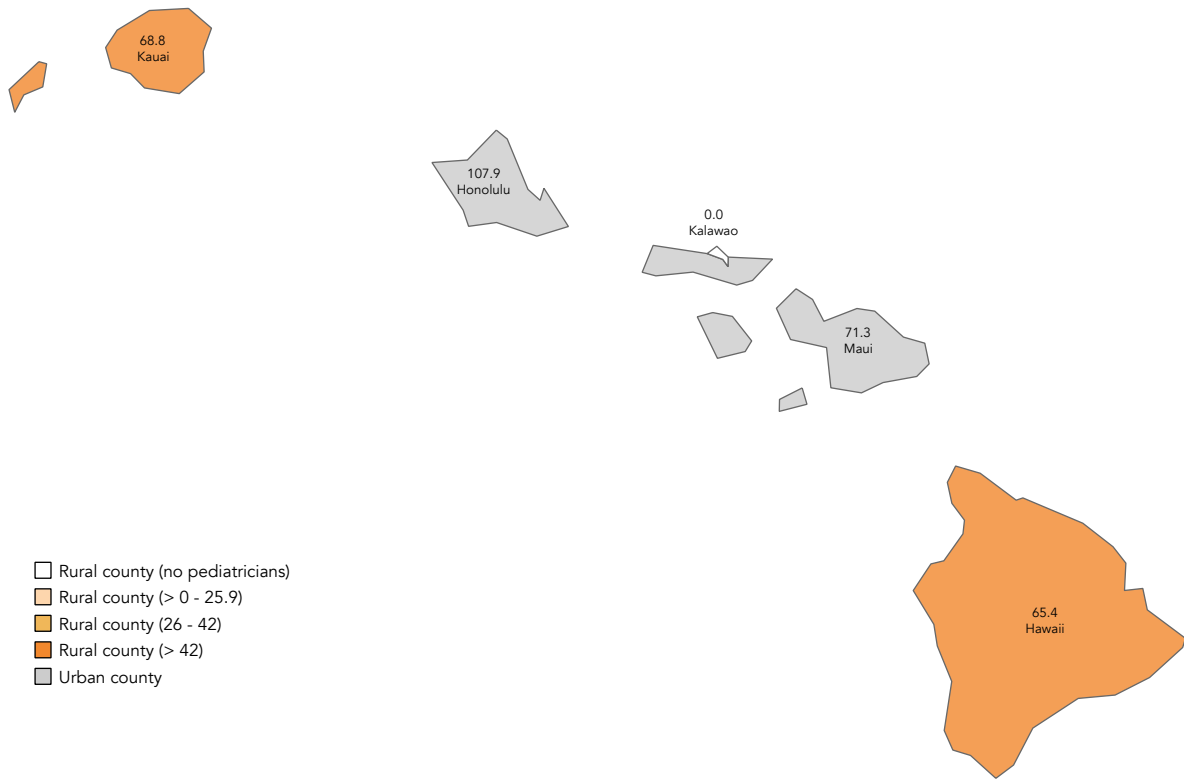 68.8
Kauai
107.9
Honolulu
0.0
Kalawao
71.3
Maui
65.4
Hawaii
Rural county (no pediatricians)
Rural county (> 0 - 25.9)
Rural county (26 - 42)
Rural county (> 42)
Urban county